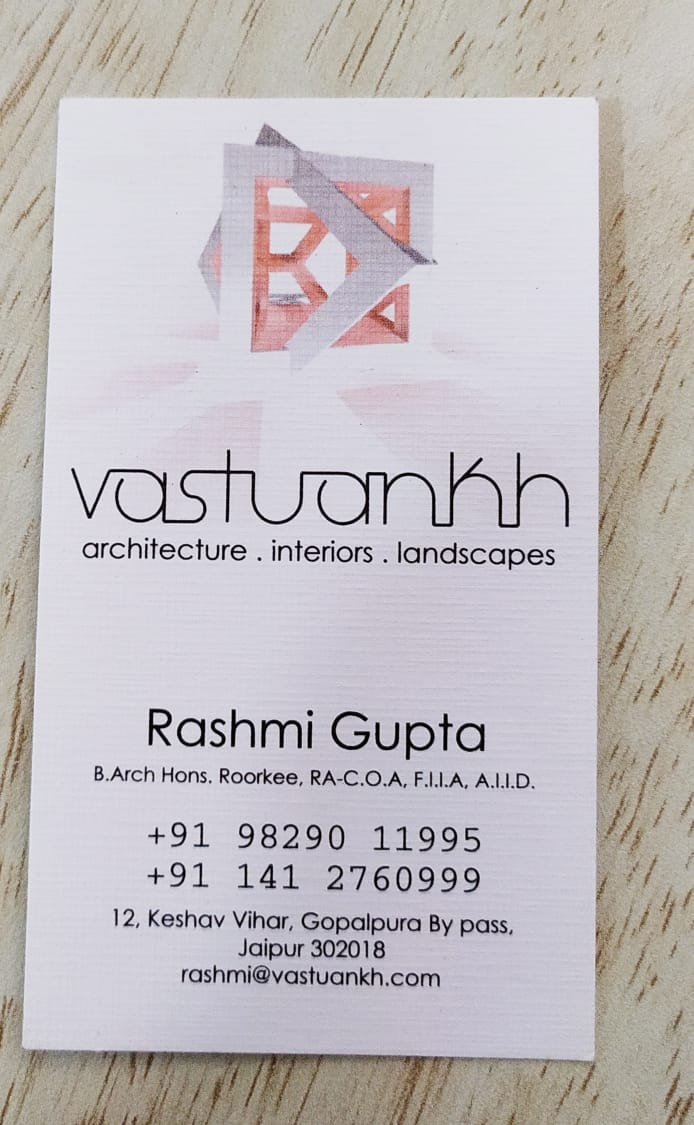 vastuankh
architecture . interiors . landscapes
Rashmi Gupta
B.Arch Hons. Roorkee, RA-C.O.A, F.I.I.A, A.I.I.D.
+91 98290 11995
+91 141 2760999
12, Keshav Vihar, Gopalpura By pass,
Jaipur 302018
rashmi@vastuankh.com